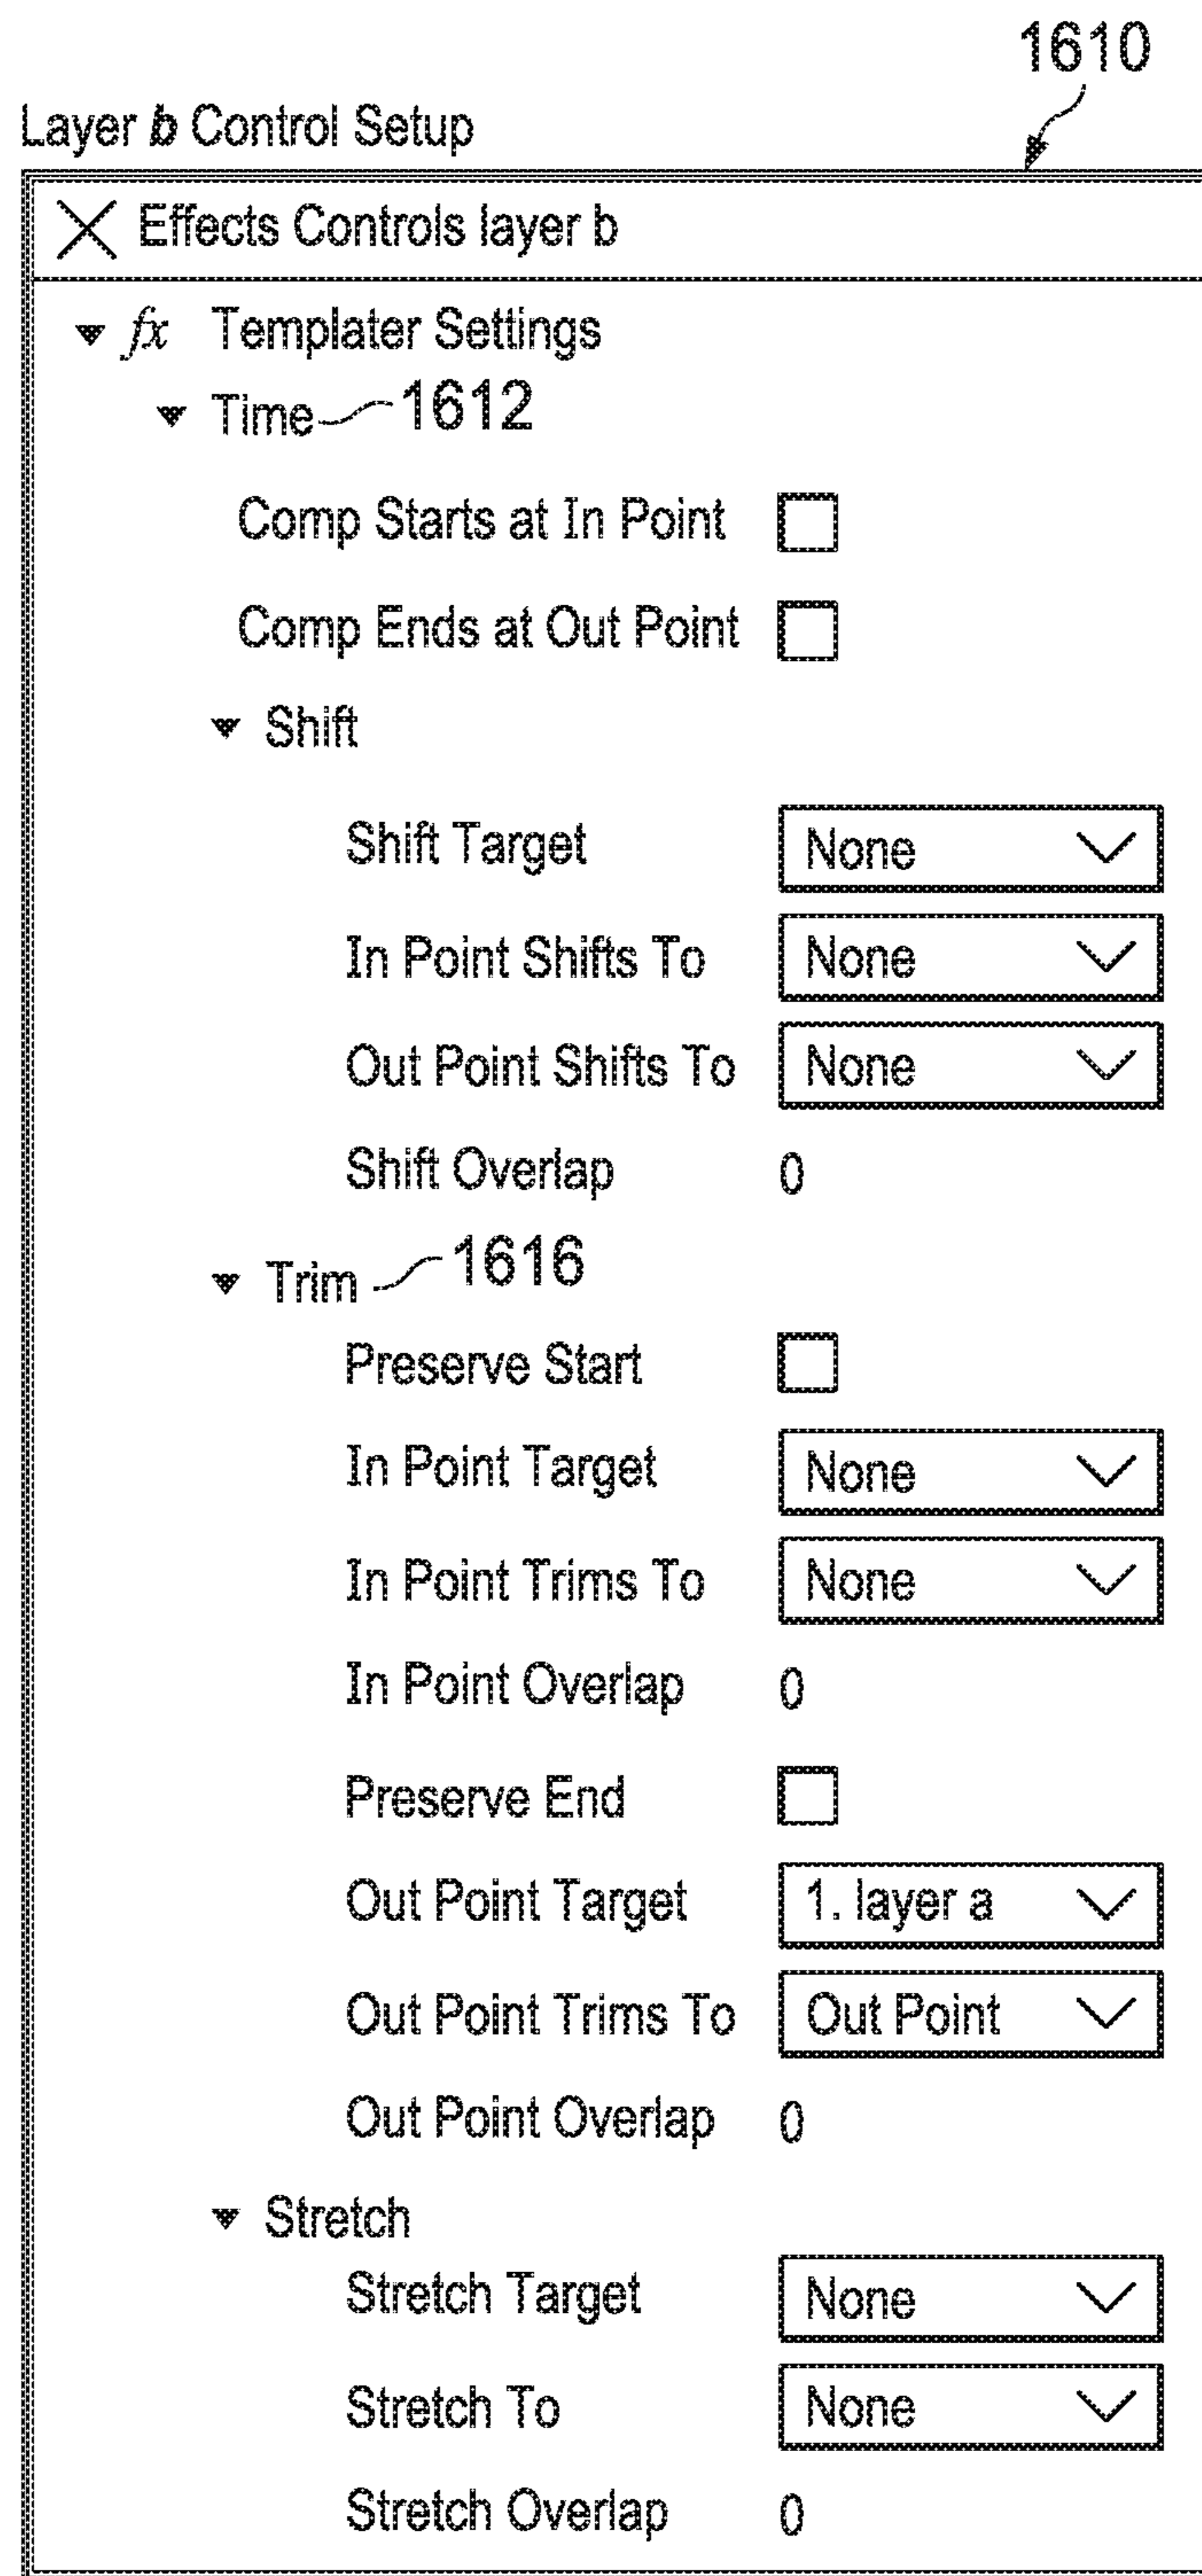 1610
Layer b Control Setup
Effects Controls layer b
fx Templater Settings
Time 1612
Comp Starts at In Point
Comp Ends at Out Point
Shift
Shift Target None
In Point Shifts To None
Out Point Shifts To None
Shift Overlap 0
Trim 1616
Preserve Start
In Point Target None
In Point Trims To None
In Point Overlap 0
Preserve End
Out Point Target 1. layer a
Out Point Trims To Out Point
Out Point Overlap 0
Stretch
Stretch Target None
Stretch To None
Stretch Overlap 0